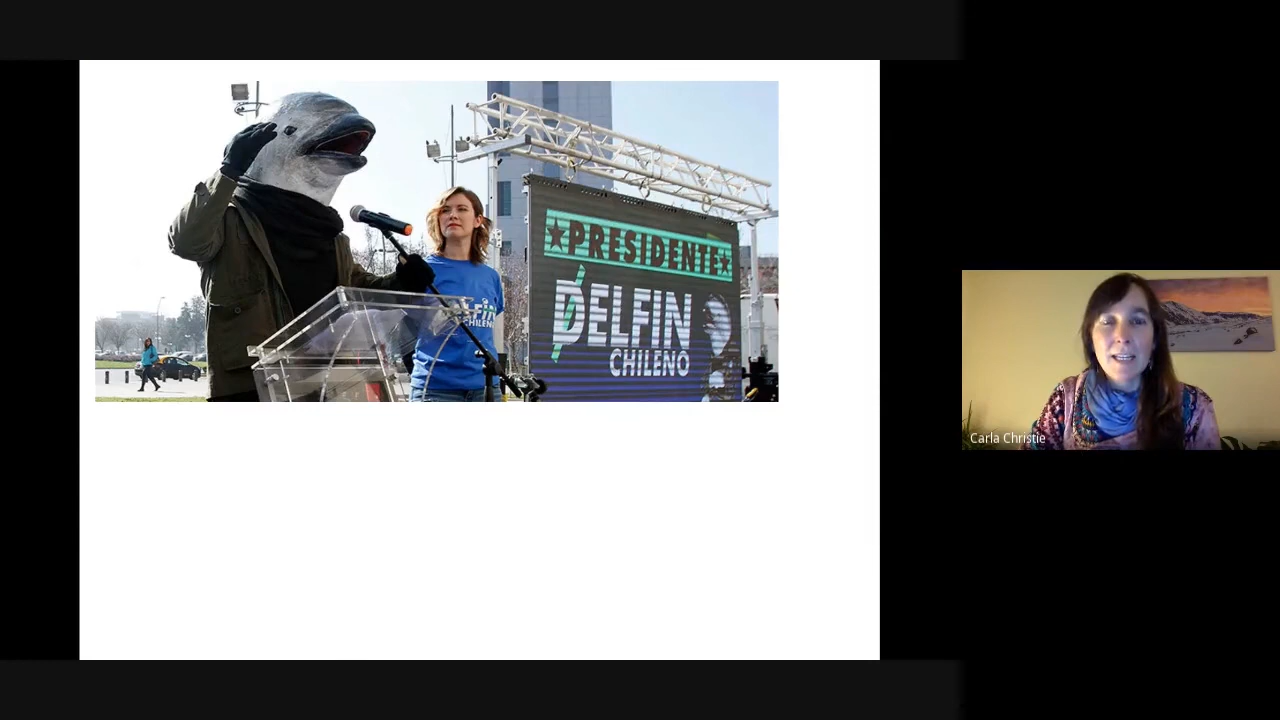 ★PRESIDENTE★
DELFIN
CHILENO
DELFIN
CHILENO
Carla Christie